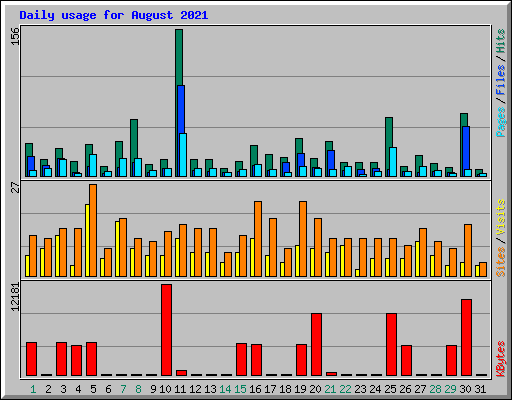 Daily usage for August 2021
156
Pages / Files / Hits
27
Sites / Visits
12181
KBytes
1 2 3 4 5 6 7 8 9 10 11 12 13 14 15 16 17 18 19 20 21 22 23 24 25 26 27 28 29 30 31